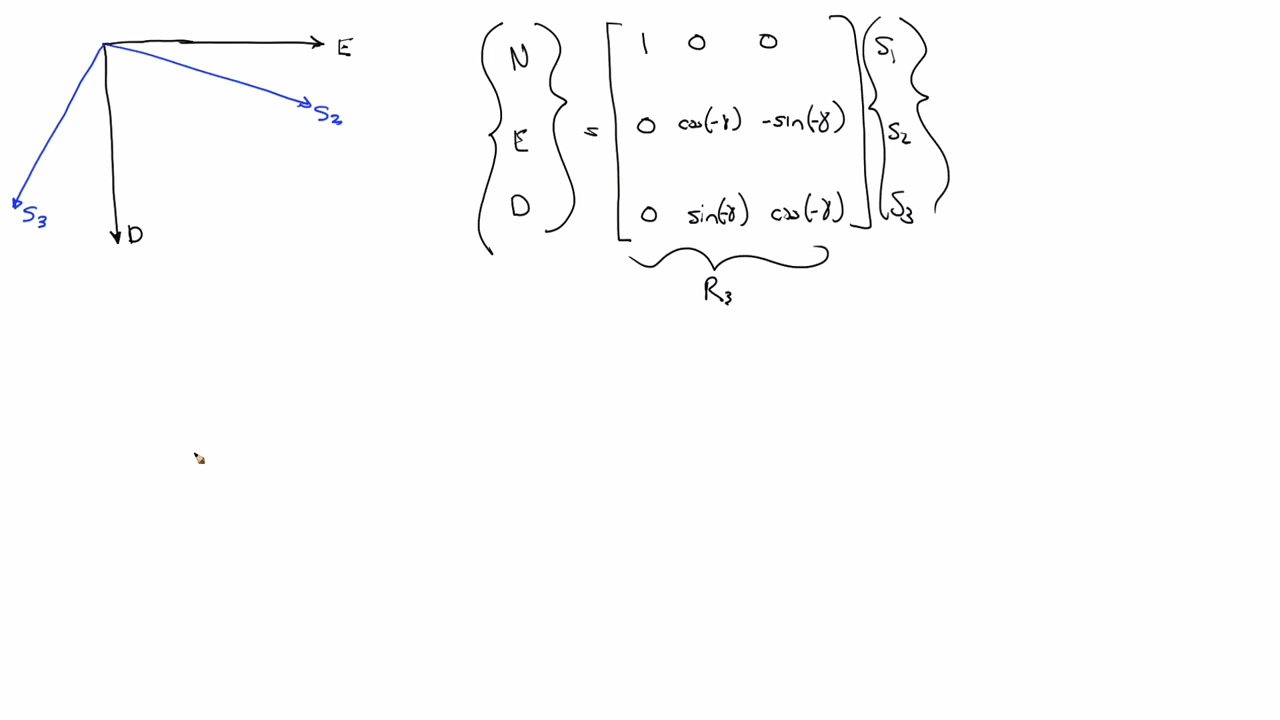 E
S₂
S₃
D
{N E D} = [1 0 0
0 cos(-γ) -sin(-γ)
0 sin(-γ) cos(-γ)] {S₁ S₂ S₃}
R₃